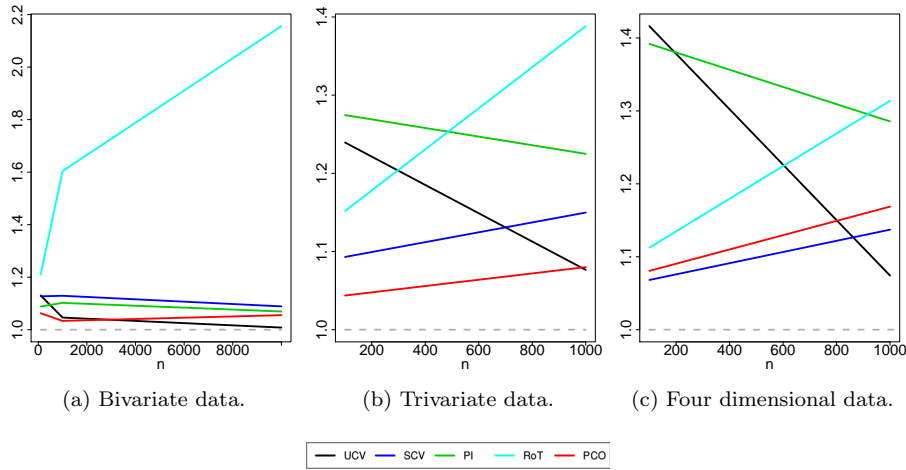 2.2
2.0
1.8
1.6
1.4
1.2
1.0
0 2000 4000 6000 8000
n
(a) Bivariate data.
1.4
1.3
1.2
1.1
1.0
200 400 600 800 1000
n
(b) Trivariate data.
1.4
1.3
1.2
1.1
1.0
200 400 600 800 1000
n
(c) Four dimensional data.
UCV SCV PI RoT PCO